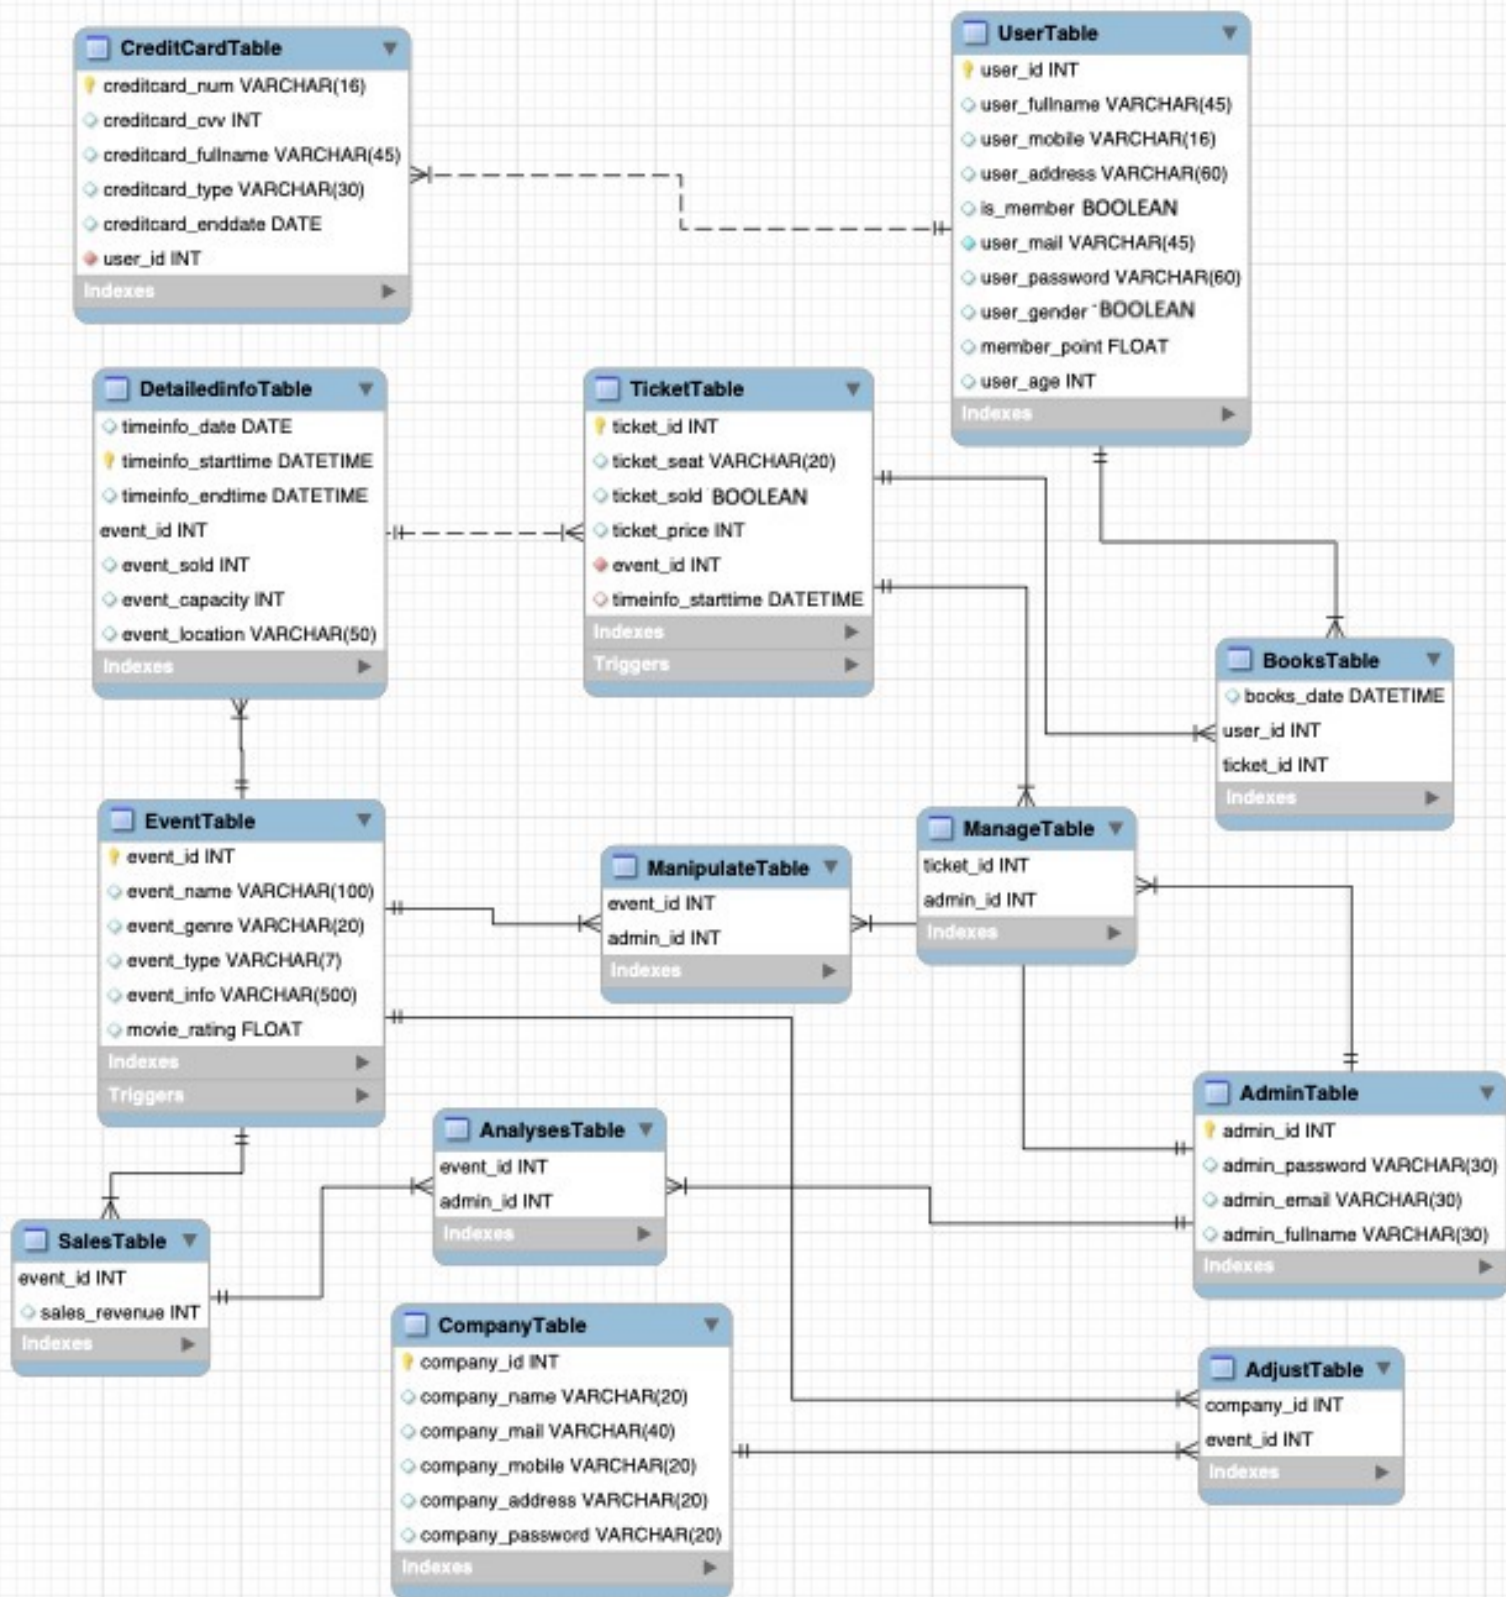 CreditCardTable
creditcard_num VARCHAR(16)
creditcard_cvv INT
creditcard_fullname VARCHAR(45)
creditcard_type VARCHAR(30)
creditcard_enddate DATE
user_id INT
Indexes
UserTable
user_id INT
user_fullname VARCHAR(45)
user_mobile VARCHAR(16)
user_address VARCHAR(60)
is_member BOOLEAN
user_mail VARCHAR(45)
user_password VARCHAR(60)
user_gender BOOLEAN
member_point FLOAT
user_age INT
Indexes
DetailedinfoTable
timeinfo_date DATE
timeinfo_starttime DATETIME
timeinfo_endtime DATETIME
event_id INT
event_sold INT
event_capacity INT
event_location VARCHAR(50)
Indexes
TicketTable
ticket_id INT
ticket_seat VARCHAR(20)
ticket_sold BOOLEAN
ticket_price INT
event_id INT
timeinfo_starttime DATETIME
Indexes
Triggers
BooksTable
books_date DATETIME
user_id INT
ticket_id INT
Indexes
EventTable
event_id INT
event_name VARCHAR(100)
event_genre VARCHAR(20)
event_type VARCHAR(7)
event_info VARCHAR(500)
movie_rating FLOAT
Indexes
Triggers
ManipulateTable
event_id INT
admin_id INT
Indexes
ManageTable
ticket_id INT
admin_id INT
Indexes
AdminTable
admin_id INT
admin_password VARCHAR(30)
admin_email VARCHAR(30)
admin_fullname VARCHAR(30)
Indexes
AnalysesTable
event_id INT
admin_id INT
Indexes
SalesTable
event_id INT
sales_revenue INT
Indexes
CompanyTable
company_id INT
company_name VARCHAR(20)
company_mail VARCHAR(40)
company_mobile VARCHAR(20)
company_address VARCHAR(20)
company_password VARCHAR(20)
Indexes
AdjustTable
company_id INT
event_id INT
Indexes